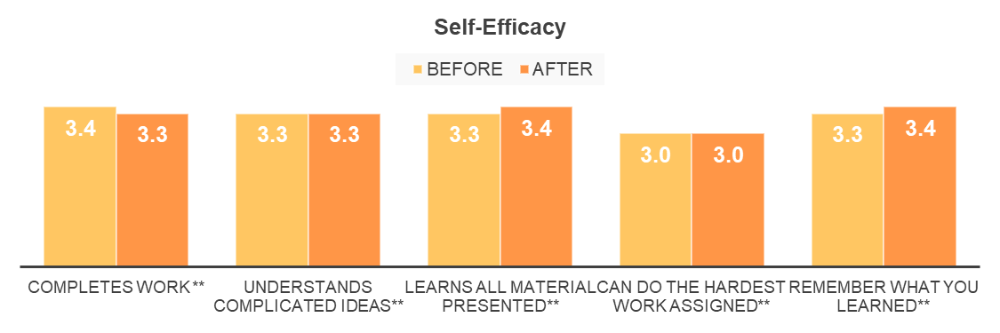 Self-Efficacy
BEFORE AFTER
3.4 3.3 3.3 3.3 3.3 3.4 3.0 3.0 3.3 3.4
COMPLETES WORK** UNDERSTANDS LEARNS ALL MATERIAL CAN DO THE HARDEST REMEMBER WHAT YOU
COMPLICATED IDEAS** PRESENTED** WORK ASSIGNED** LEARNED**